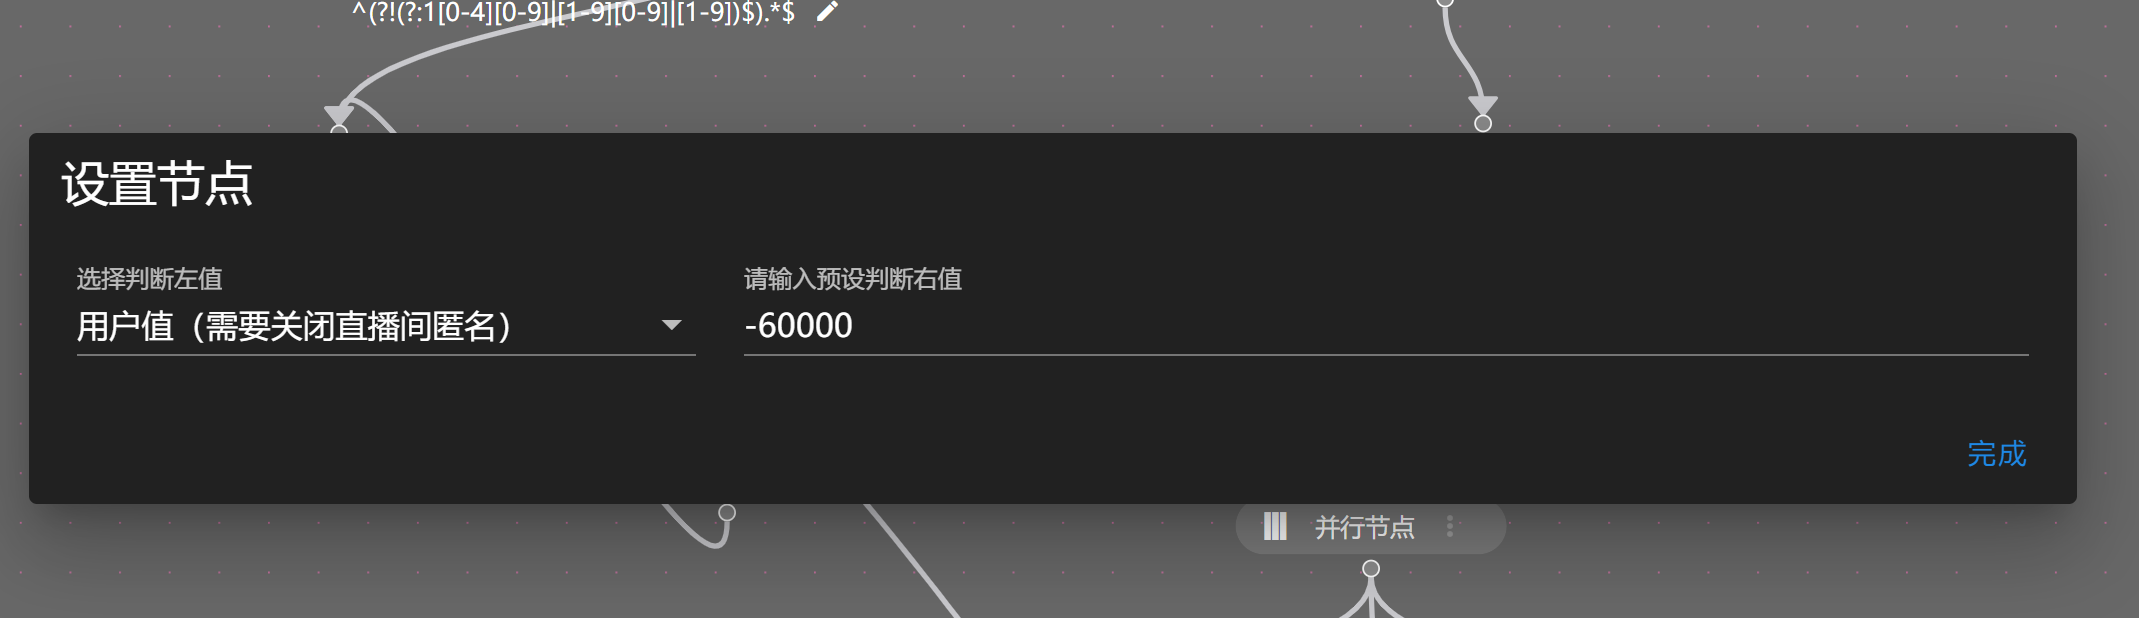 ^(?!(?:1[0-4][0-9]|[1-9][0-9]|[1-9])$).*$
设置节点
选择判断左值
请输入预设判断右值
用户值（需要关闭直播间匿名）
-60000
完成
并行节点